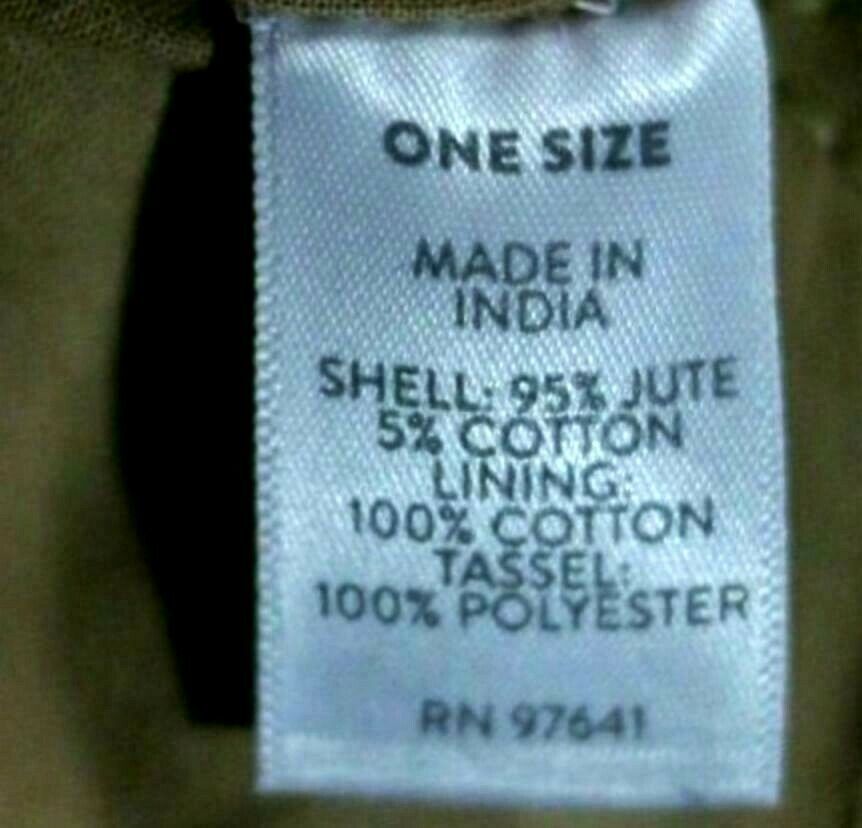 ONE SIZE
MADE IN
INDIA
SHELL: 95% JUTE
5% COTTON
LINING:
100% COTTON
TASSEL:
100% POLYESTER
RN 97641